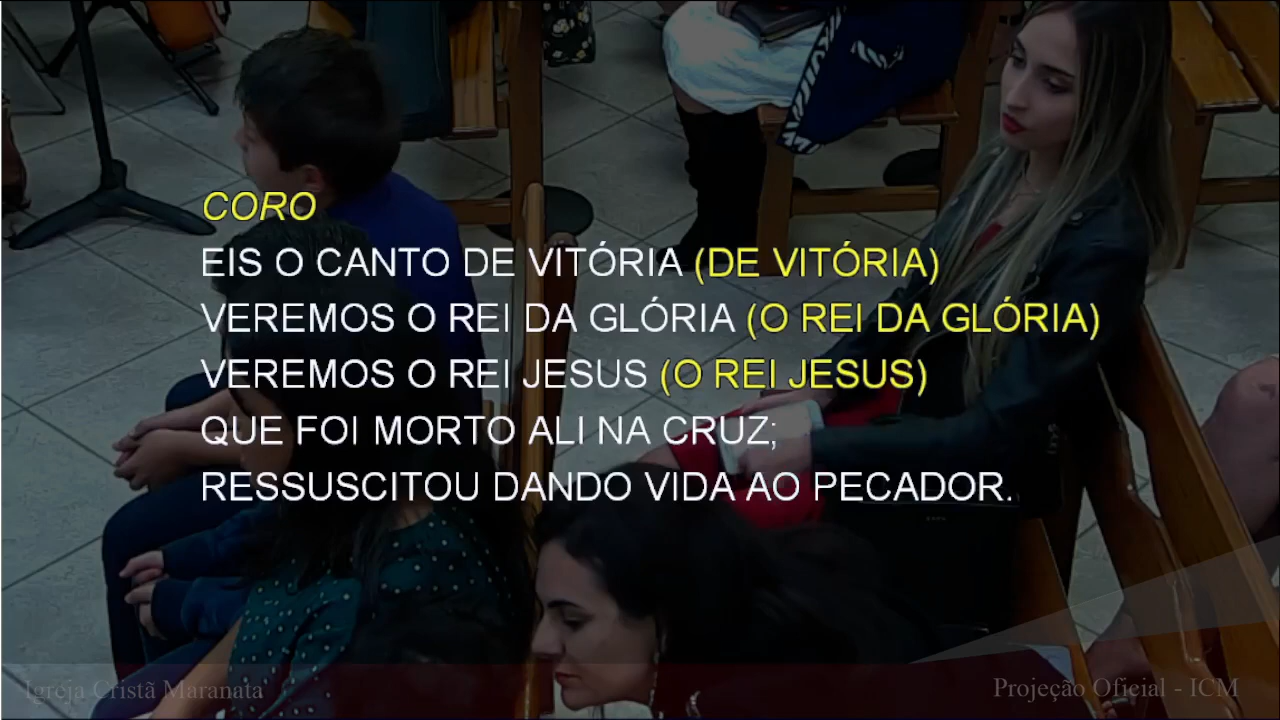 CORO
EIS O CANTO DE VITÓRIA (DE VITÓRIA)
VEREMOS O REI DA GLÓRIA (O REI DA GLÓRIA)
VEREMOS O REI JESUS (O REI JESUS)
QUE FOI MORTO ALI NA CRUZ;
RESSUSCITOU DANDO VIDA AO PECADOR.
Igreja Cristã Maranata
Projeção Oficial - ICM